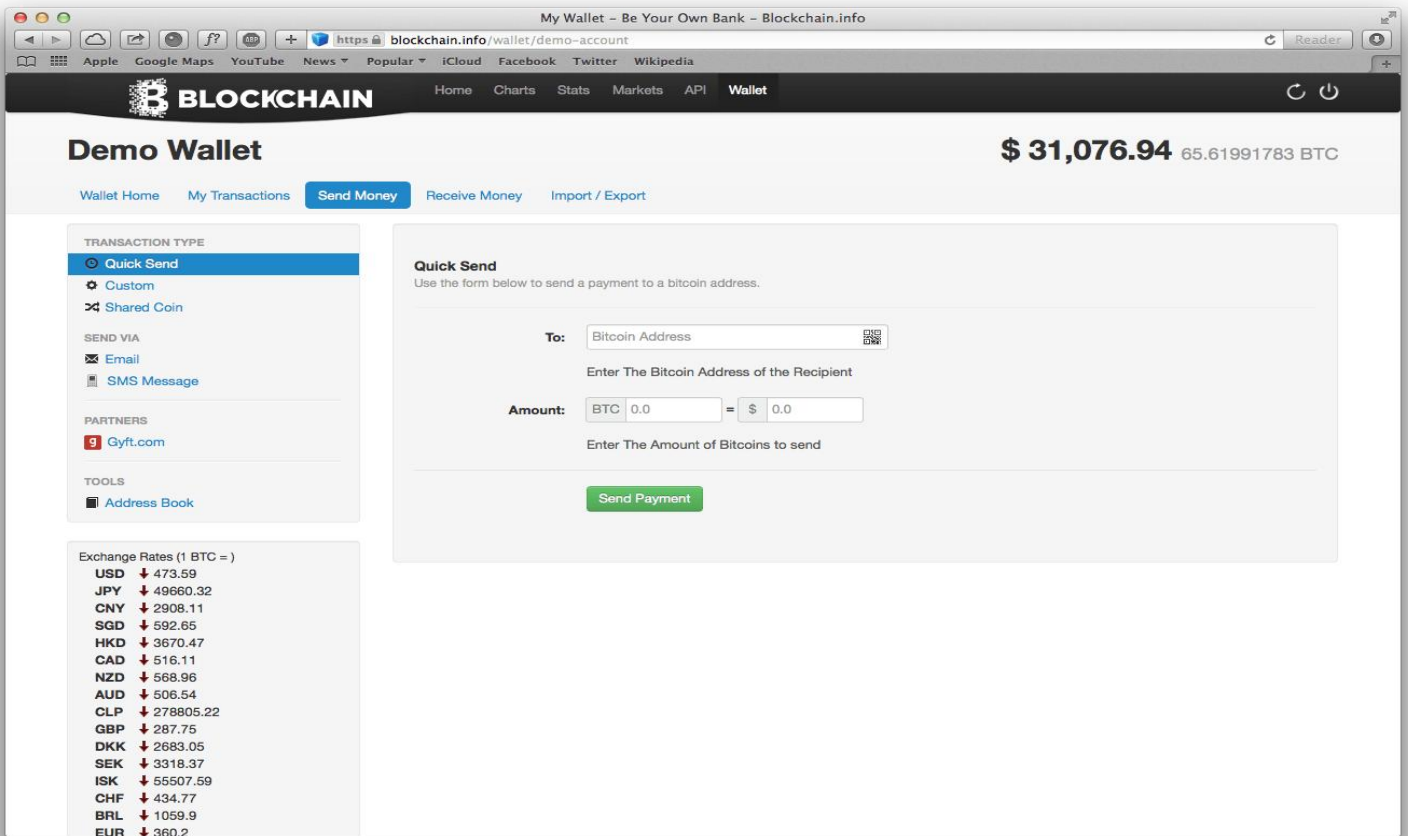 My Wallet – Be Your Own Bank – Blockchain.info
f? ABP + https blockchain.info/wallet/demo-account Reader
Apple Google Maps YouTube News Popular iCloud Facebook Twitter Wikipedia +
BLOCKCHAIN Home Charts Stats Markets API Wallet
Demo Wallet $ 31,076.94 65.61991783 BTC
Wallet Home My Transactions Send Money Receive Money Import / Export
TRANSACTION TYPE
Quick Send
Custom
Shared Coin
SEND VIA
Email
SMS Message
PARTNERS
g Gyft.com
TOOLS
Address Book
Quick Send
Use the form below to send a payment to a bitcoin address.
To: Bitcoin Address
Enter The Bitcoin Address of the Recipient
Amount: BTC 0.0 = $ 0.0
Enter The Amount of Bitcoins to send
Send Payment
Exchange Rates (1 BTC = )
USD 473.59
JPY 49660.32
CNY 2908.11
SGD 592.65
HKD 3670.47
CAD 516.11
NZD 568.96
AUD 506.54
CLP 278805.22
GBP 287.75
DKK 2683.05
SEK 3318.37
ISK 55507.59
CHF 434.77
BRL 1059.9
EUR 360.2